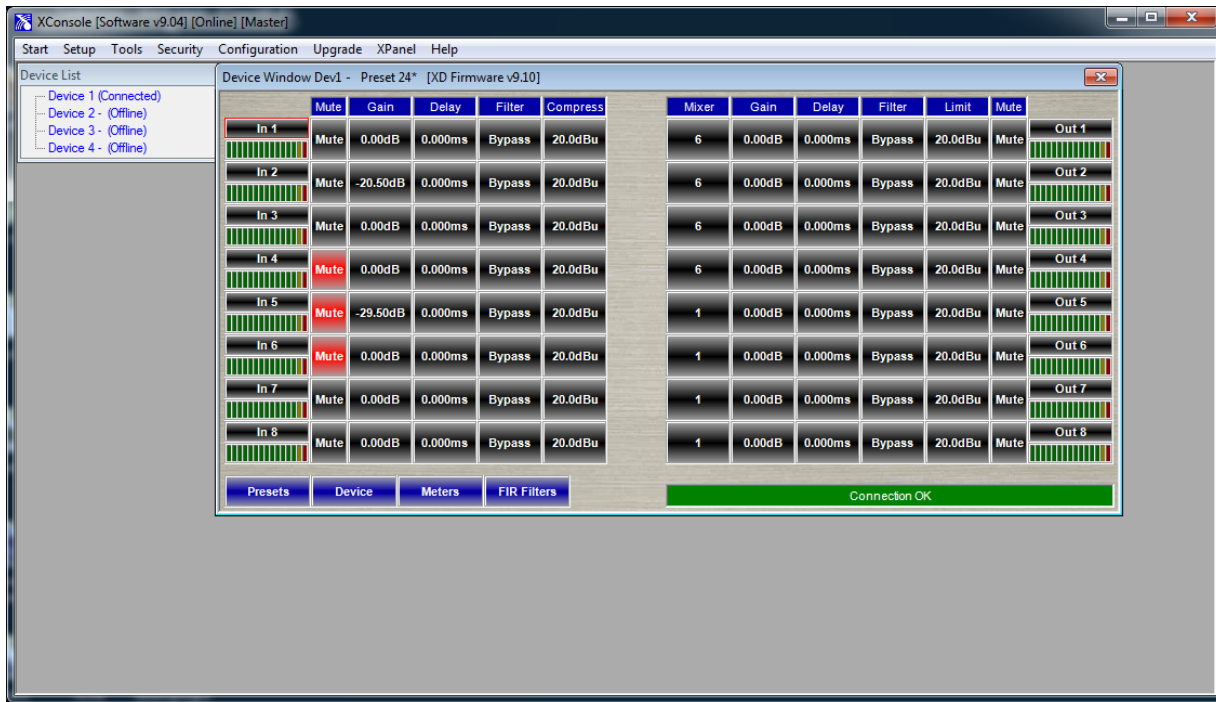 XConsole [Software v9.04] [Online] [Master]
Start Setup Tools Security Configuration Upgrade XPanel Help
Device List
Device 1 (Connected)
Device 2 - (Offline)
Device 3 - (Offline)
Device 4 - (Offline)
Device Window Dev1 - Preset 24* [XD Firmware v9.10]
Mute Gain Delay Filter Compress Mixer Gain Delay Filter Limit Mute
In 1 Mute 0.00dB 0.000ms Bypass 20.0dBu 6 0.00dB 0.000ms Bypass 20.0dBu Mute Out 1
In 2 Mute -20.50dB 0.000ms Bypass 20.0dBu 6 0.00dB 0.000ms Bypass 20.0dBu Mute Out 2
In 3 Mute 0.00dB 0.000ms Bypass 20.0dBu 6 0.00dB 0.000ms Bypass 20.0dBu Mute Out 3
In 4 Mute 0.00dB 0.000ms Bypass 20.0dBu 6 0.00dB 0.000ms Bypass 20.0dBu Mute Out 4
In 5 Mute -29.50dB 0.000ms Bypass 20.0dBu 1 0.00dB 0.000ms Bypass 20.0dBu Mute Out 5
In 6 Mute 0.00dB 0.000ms Bypass 20.0dBu 1 0.00dB 0.000ms Bypass 20.0dBu Mute Out 6
In 7 Mute 0.00dB 0.000ms Bypass 20.0dBu 1 0.00dB 0.000ms Bypass 20.0dBu Mute Out 7
In 8 Mute 0.00dB 0.000ms Bypass 20.0dBu 1 0.00dB 0.000ms Bypass 20.0dBu Mute Out 8
Presets Device Meters FIR Filters Connection OK